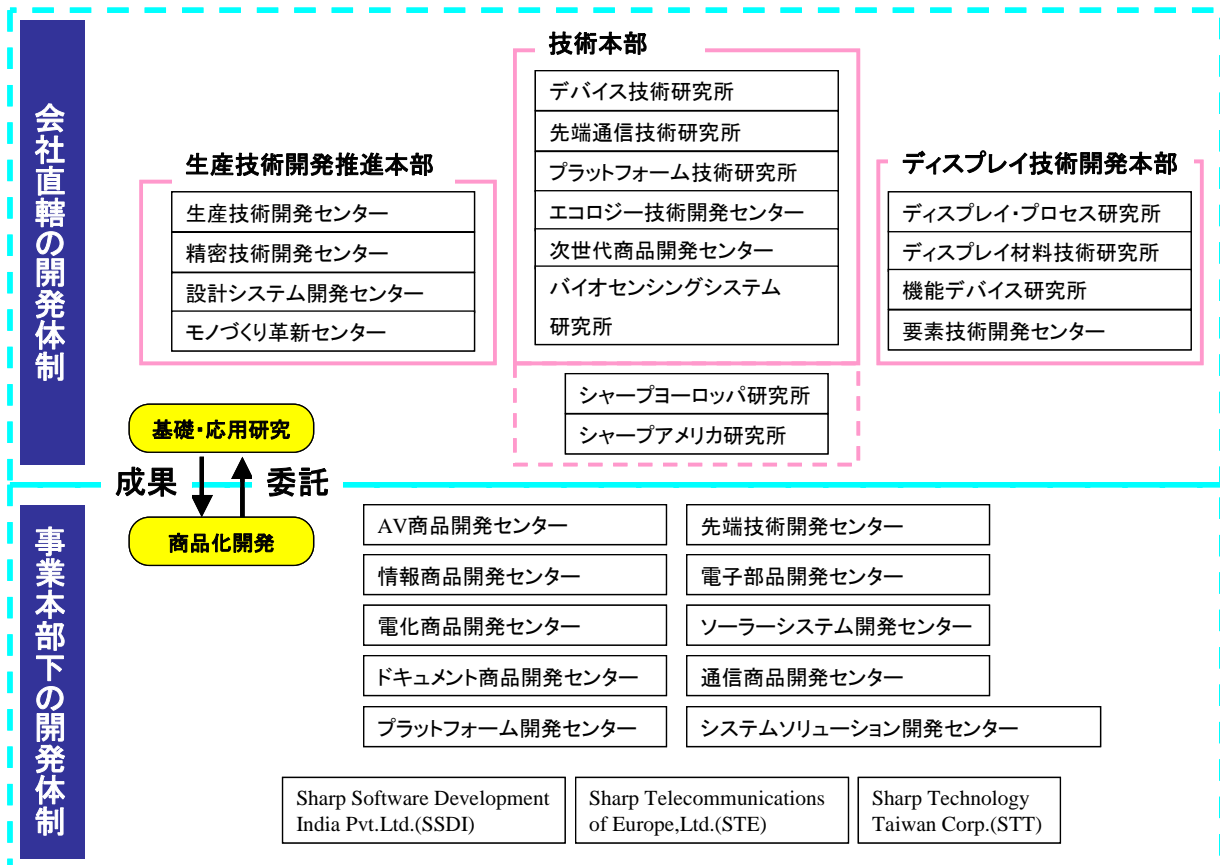 会社直轄の開発体制
技術本部
デバイス技術研究所
先端通信技術研究所
プラットフォーム技術研究所
エコロジー技術開発センター
次世代商品開発センター
バイオセンシングシステム
研究所
シャープヨーロッパ研究所
シャープアメリカ研究所
生産技術開発推進本部
生産技術開発センター
精密技術開発センター
設計システム開発センター
モノづくり革新センター
ディスプレイ技術開発本部
ディスプレイ・プロセス研究所
ディスプレイ材料技術研究所
機能デバイス研究所
要素技術開発センター
基礎・応用研究
成果 委託
商品化開発
事業本部下の開発体制
AV商品開発センター
先端技術開発センター
情報商品開発センター
電子部品開発センター
電化商品開発センター
ソーラーシステム開発センター
ドキュメント商品開発センター
通信商品開発センター
プラットフォーム開発センター
システムソリューション開発センター
Sharp Software Development
India Pvt.Ltd.(SSDI)
Sharp Telecommunications
of Europe,Ltd.(STE)
Sharp Technology
Taiwan Corp.(STT)